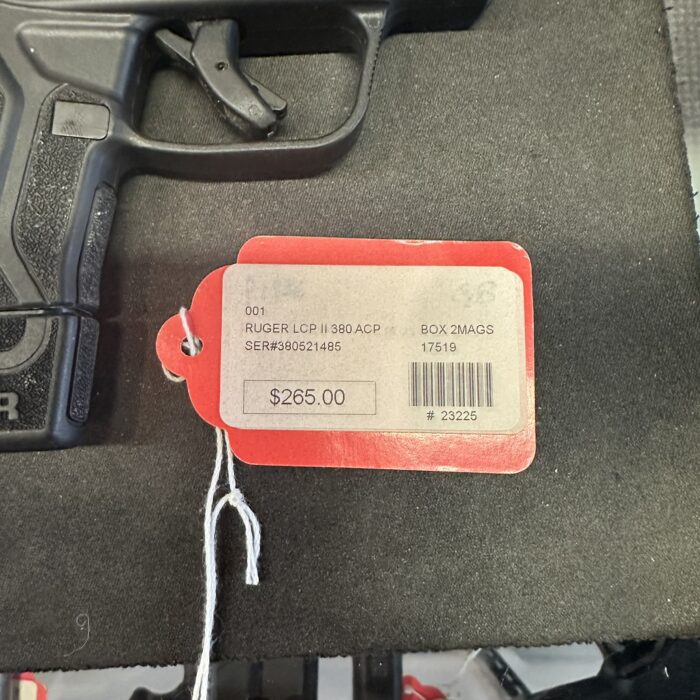 001
RUGER LCP II 380 ACP BOX 2MAGS
SER#380521485 17519
$265.00
# 23225
R